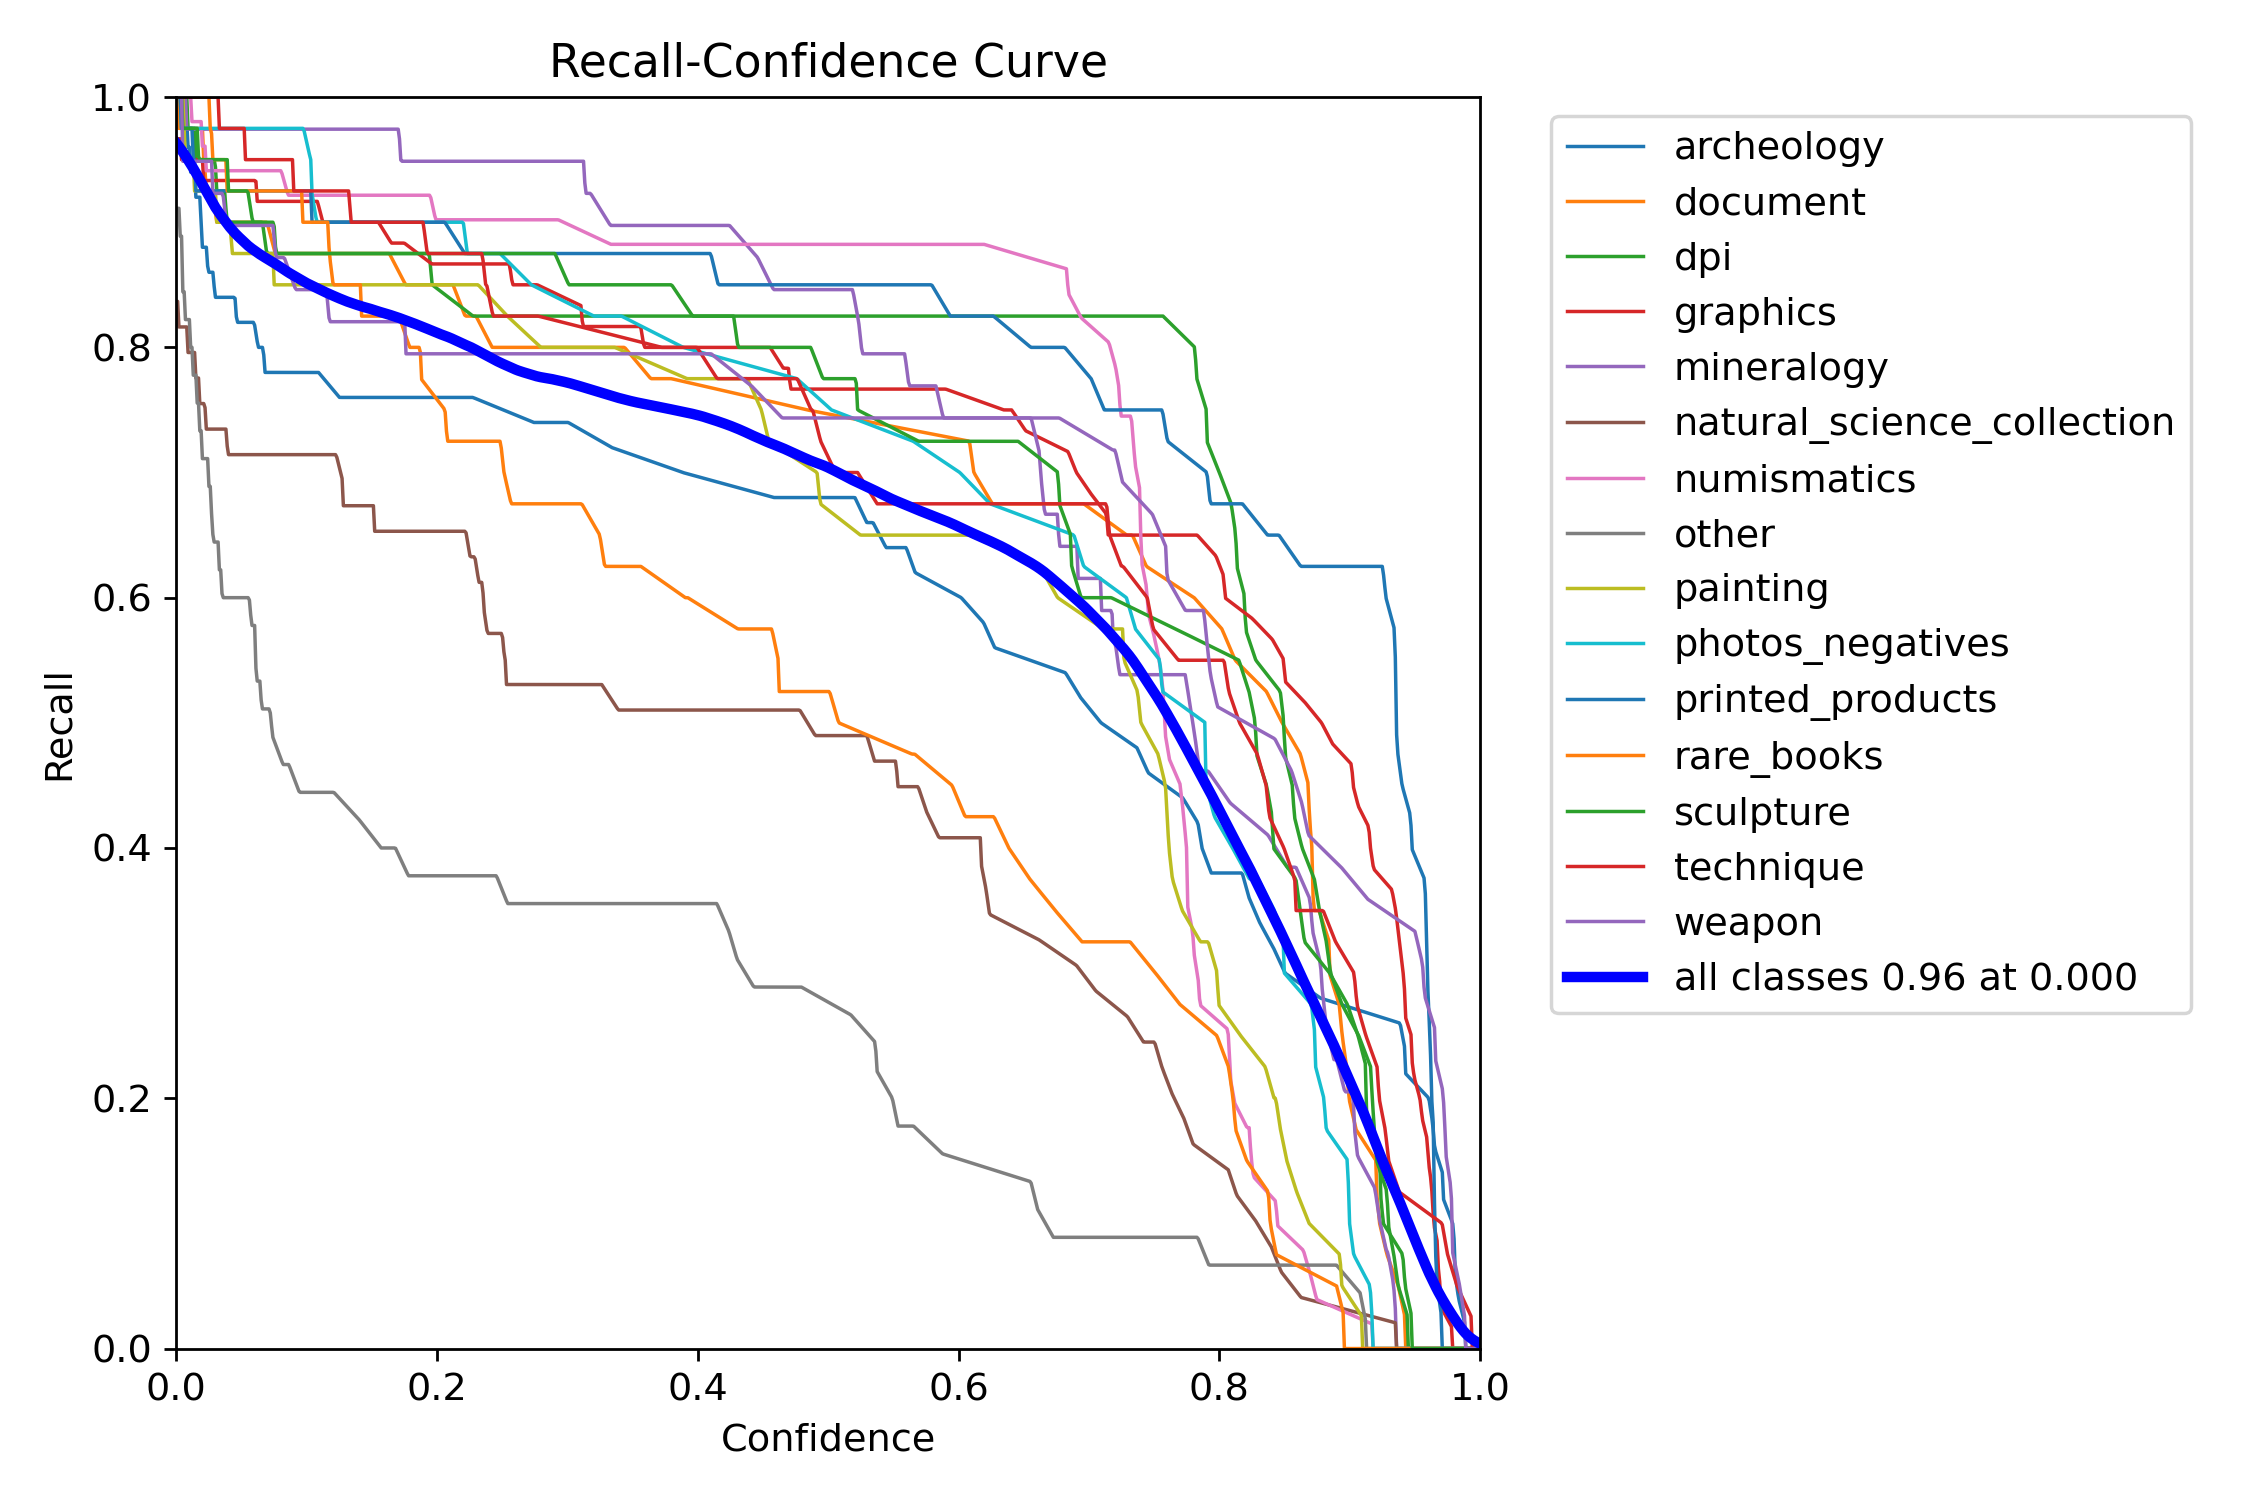 Recall-Confidence Curve
1.0
0.8
0.6
0.4
0.2
0.0
Recall
0.0 0.2 0.4 0.6 0.8 1.0
Confidence
archeology
document
dpi
graphics
mineralogy
natural_science_collection
numismatics
other
painting
photos_negatives
printed_products
rare_books
sculpture
technique
weapon
all classes 0.96 at 0.000